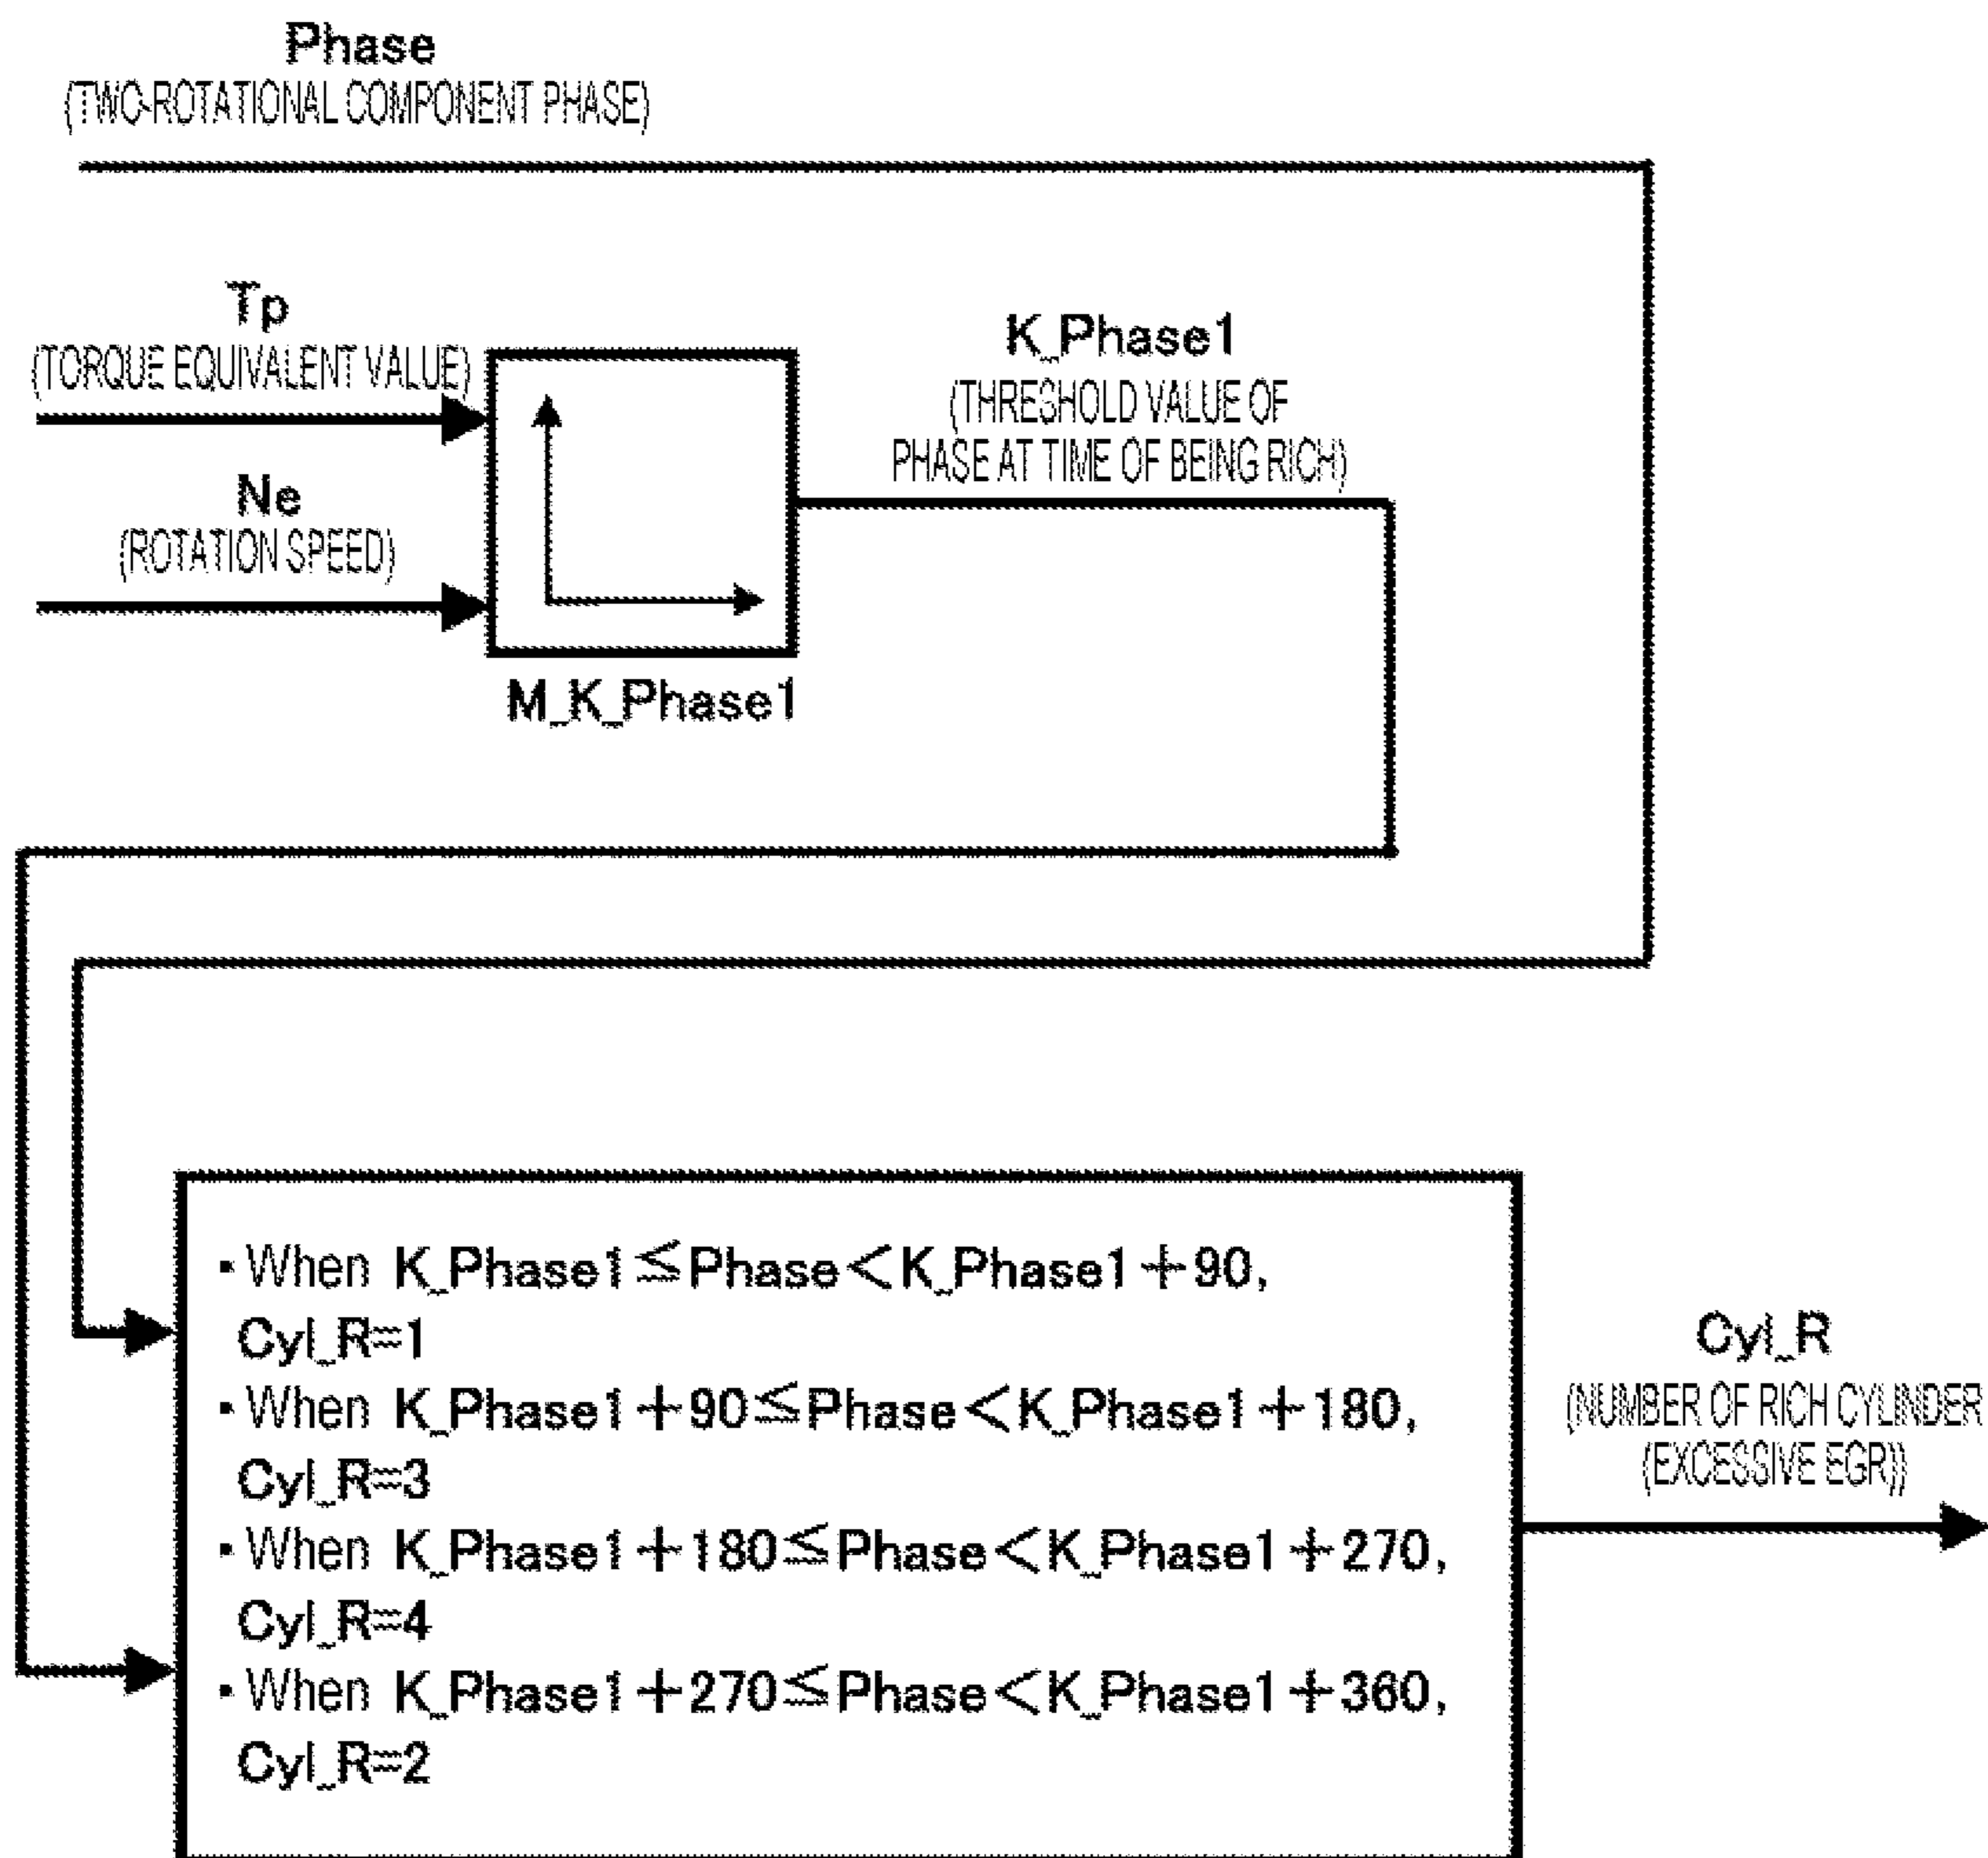 Phase
(TWO-ROTATIONAL COMPONENT PHASE)
Tp
(TORQUE EQUIVALENT VALUE)
Ne
(ROTATION SPEED)
M_K_Phase1
K_Phase1
(THRESHOLD VALUE OF
PHASE AT TIME OF BEING RICH)
・When K_Phase1≦Phase<K_Phase1+90,
Cyl_R=1
・When K_Phase1+90≦Phase<K_Phase1+180,
Cyl_R=3
・When K_Phase1+180≦Phase<K_Phase1+270,
Cyl_R=4
・When K_Phase1+270≦Phase<K_Phase1+360,
Cyl_R=2
Cyl_R
(NUMBER OF RICH CYLINDER
(EXCESSIVE EGR))